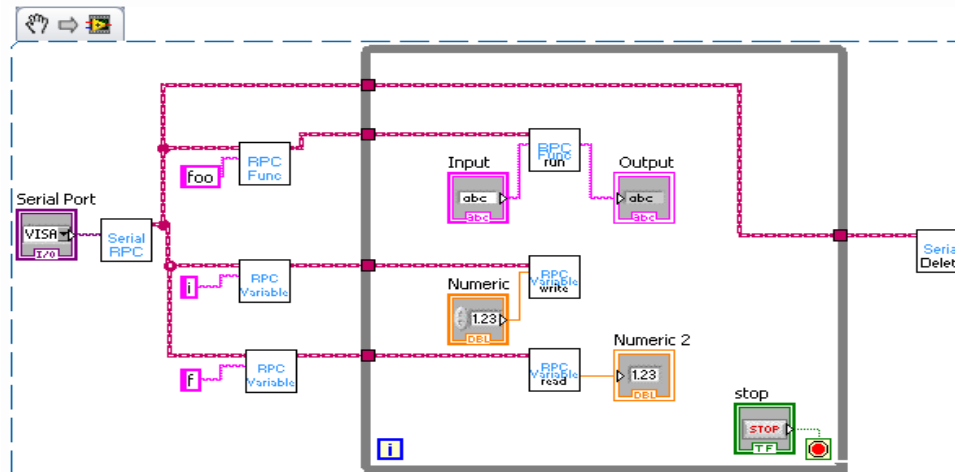 Serial Port
VISA
I/O
Serial
RPC
foo
RPC
Func
i
RPC
Variable
f
RPC
Variable
Input
abc
abc
RPC
Func
run
Output
abc
abc
Numeric
1.23
DBL
RPC
Variable
write
RPC
Variable
read
Numeric 2
1.23
DBL
stop
STOP
TF
i
Seria
Delet